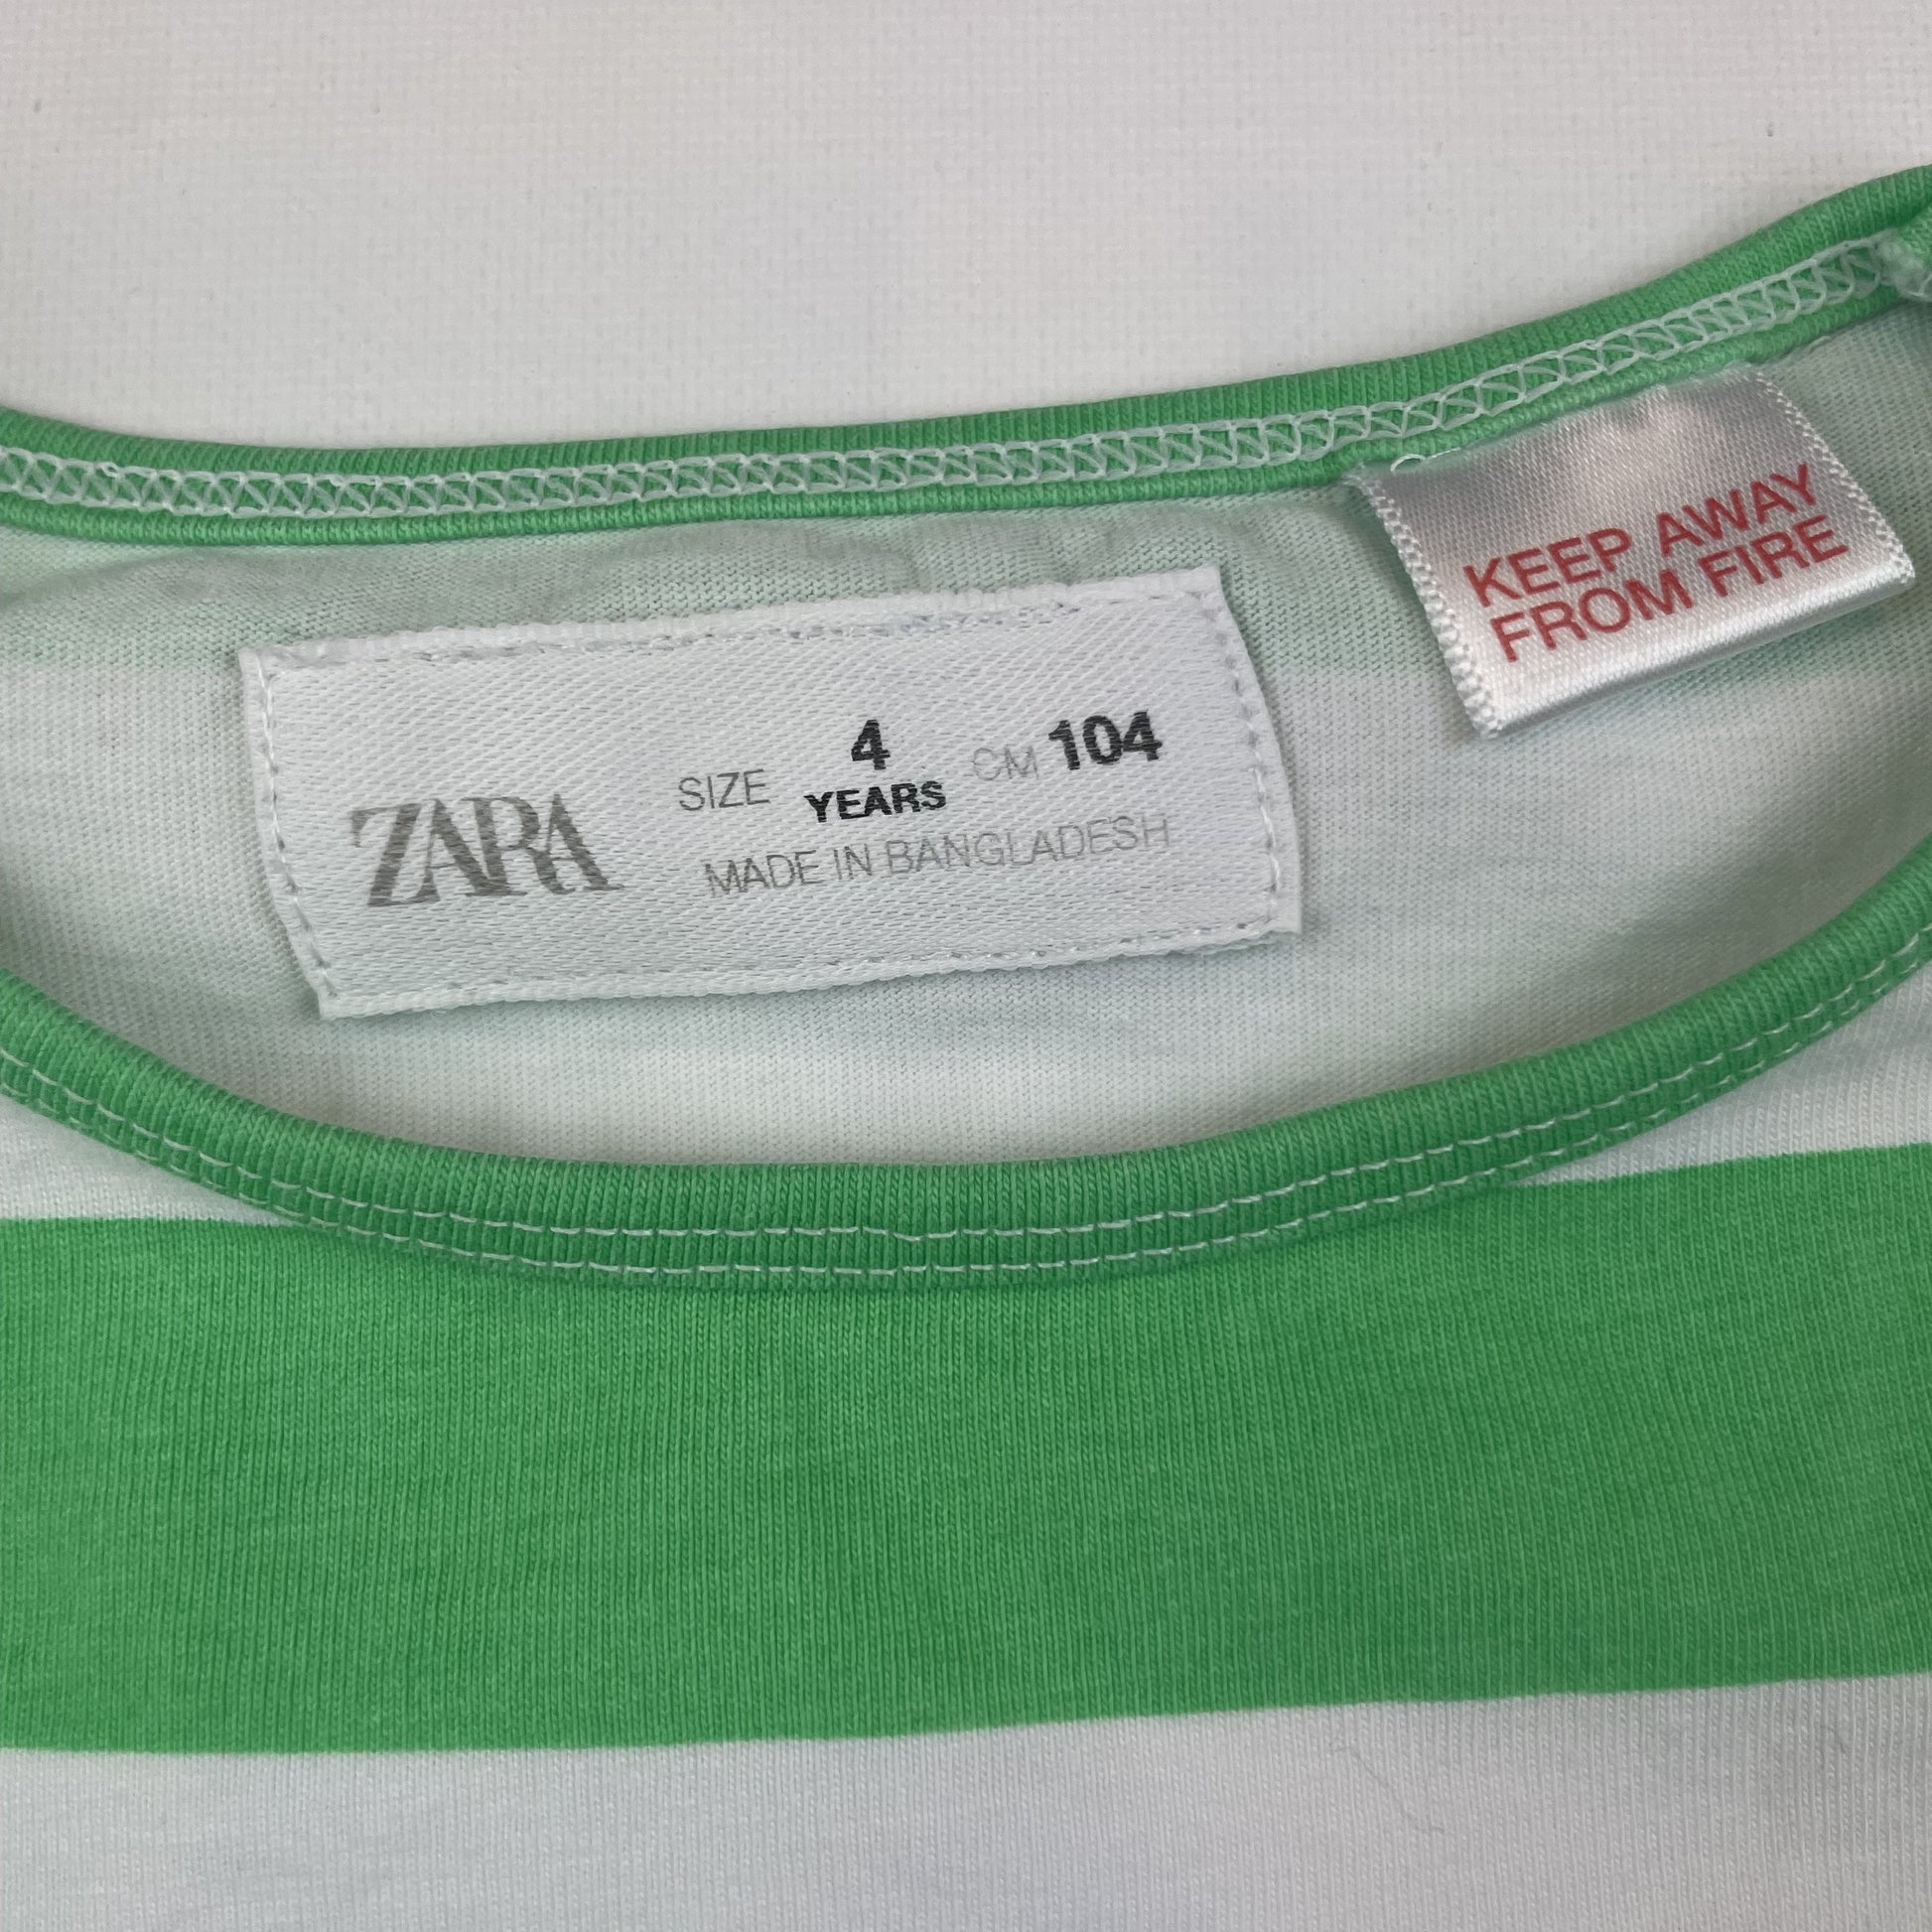 ZARA
SIZE 4 YEARS CM 104
MADE IN BANGLADESH
KEEP AWAY
FROM FIRE